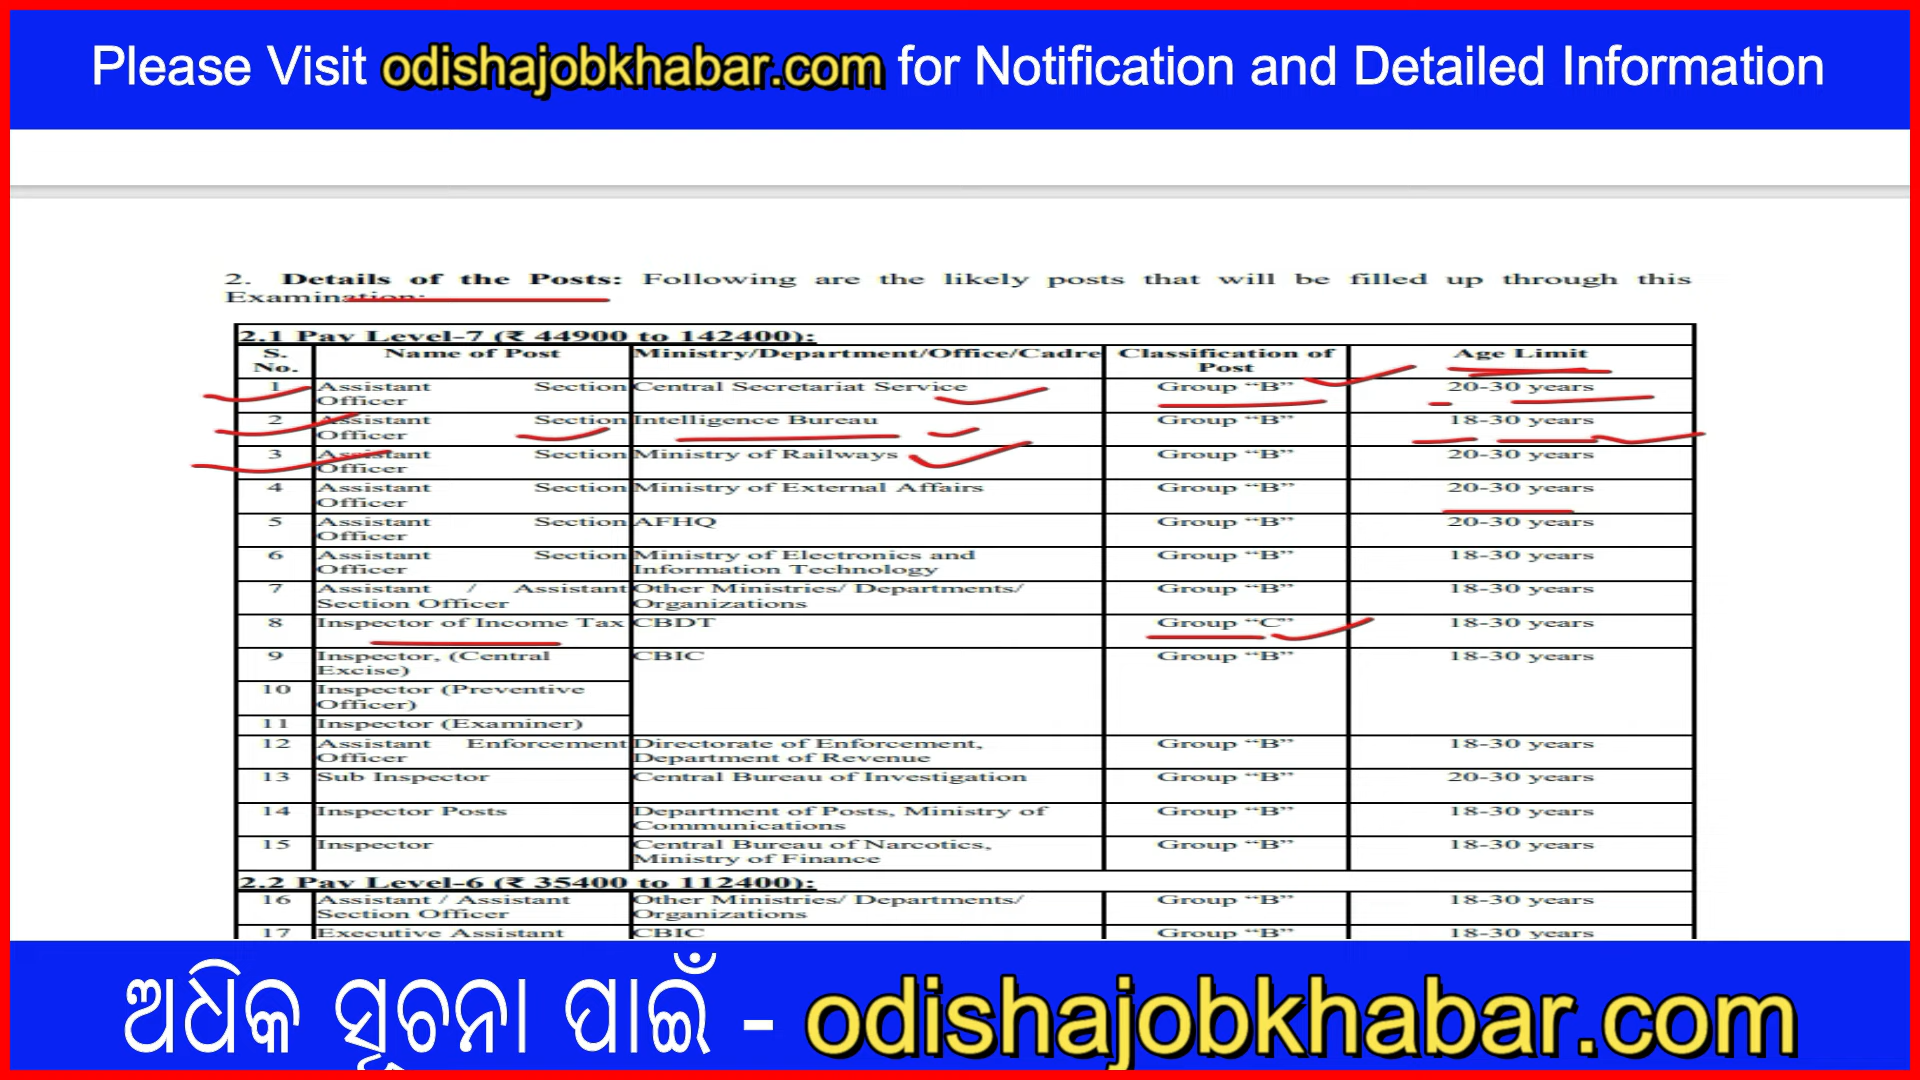 Please Visit odishajobkhabar.com for Notification and Detailed Information
2. Details of the Posts: Following are the likely posts that will be filled up through this
Examination:
2.1 Pay Level-7 (₹ 44900 to 142400):
S. No. Name of Post Ministry/Department/Office/Cadre Classification of Post Age Limit
1 Assistant Section Officer Central Secretariat Service Group “B” 20-30 years
2 Assistant Section Officer Intelligence Bureau Group “B” 18-30 years
3 Assistant Section Officer Ministry of Railways Group “B” 20-30 years
4 Assistant Section Officer Ministry of External Affairs Group “B” 20-30 years
5 Assistant Section Officer AFHQ Group “B” 20-30 years
6 Assistant Section Officer Ministry of Electronics and Information Technology Group “B” 18-30 years
7 Assistant / Assistant Section Officer Other Ministries/ Departments/ Organizations Group “B” 18-30 years
8 Inspector of Income Tax CBDT Group “C” 18-30 years
9 Inspector, (Central Excise) CBIC Group “B” 18-30 years
10 Inspector (Preventive Officer)
11 Inspector (Examiner)
12 Assistant Enforcement Officer Directorate of Enforcement, Department of Revenue Group “B” 18-30 years
13 Sub Inspector Central Bureau of Investigation Group “B” 20-30 years
14 Inspector Posts Department of Posts, Ministry of Communications Group “B” 18-30 years
15 Inspector Central Bureau of Narcotics, Ministry of Finance Group “B” 18-30 years
2.2 Pay Level-6 (₹ 35400 to 112400):
16 Assistant / Assistant Section Officer Other Ministries/ Departments/ Organizations Group “B” 18-30 years
17 Executive Assistant CBIC Group “B” 18-30 years
ଅଧିକ ସୂଚନା ପାଇଁ - odishajobkhabar.com